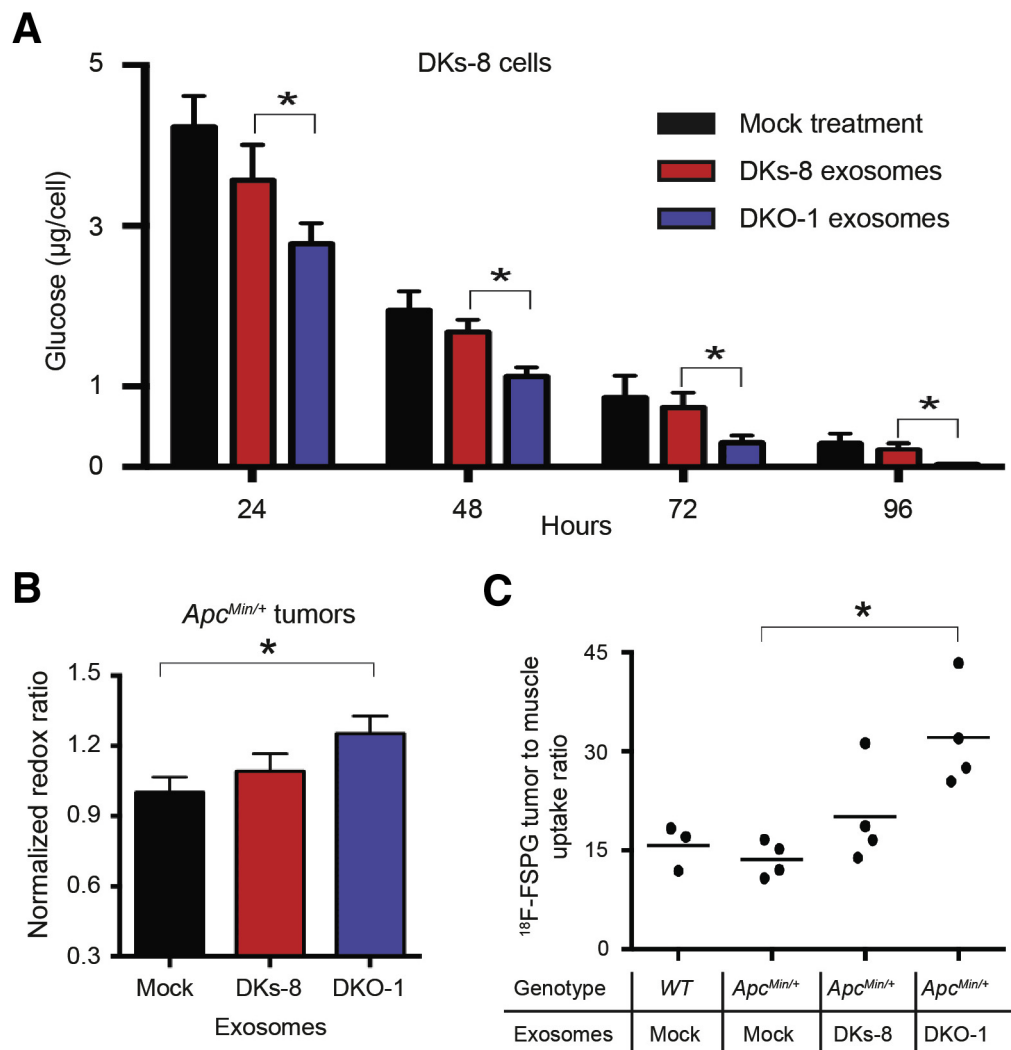 A
DKs-8 cells
Mock treatment
DKs-8 exosomes
DKO-1 exosomes
Glucose (µg/cell)
5
3
1
0
*
*
*
*
24
48
72
96
Hours
B
Apc^Min/+ tumors
*
Normalized redox ratio
1.5
1.2
0.9
0.6
0.3
Mock DKs-8 DKO-1
Exosomes
C
*
¹⁸F-FSPG tumor to muscle
uptake ratio
45
30
15
0
Genotype WT Apc^Min/+ Apc^Min/+ Apc^Min/+
Exosomes Mock Mock DKs-8 DKO-1